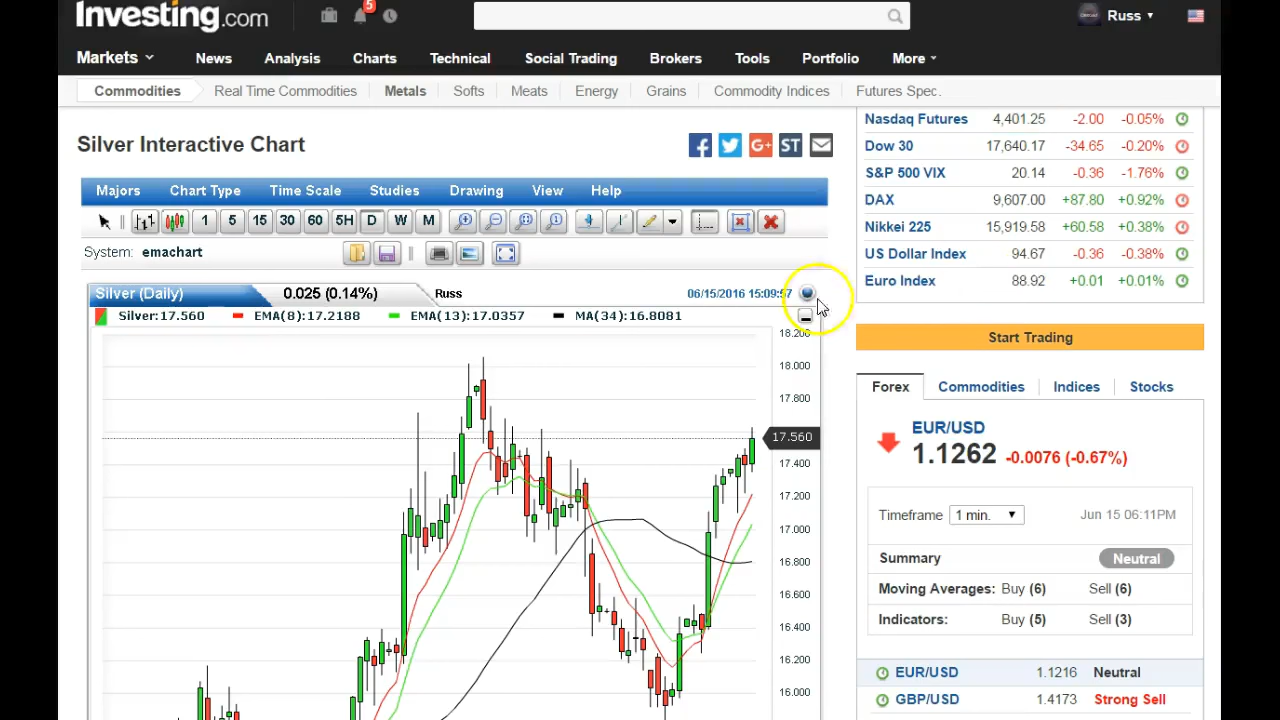 Investing.com
5
Russ
Markets News Analysis Charts Technical Social Trading Brokers Tools Portfolio More
Commodities Real Time Commodities Metals Softs Meats Energy Grains Commodity Indices Futures Spec.
Silver Interactive Chart
ST
Majors Chart Type Time Scale Studies Drawing View Help
1 5 15 30 60 5H D W M
System: emachart
Silver (Daily) 0.025 (0.14%) Russ 06/15/2016 15:09:57
Silver:17.560 EMA(8):17.2188 EMA(13):17.0357 MA(34):16.8081
18.200
18.000
17.800
17.560
17.400
17.200
17.000
16.800
16.600
16.400
16.200
16.000
Nasdaq Futures 4,401.25 -2.00 -0.05%
Dow 30 17,640.17 -34.65 -0.20%
S&P 500 VIX 20.14 -0.36 -1.76%
DAX 9,607.00 +87.80 +0.92%
Nikkei 225 15,919.58 +60.58 +0.38%
US Dollar Index 94.67 -0.36 -0.38%
Euro Index 88.92 +0.01 +0.01%
Start Trading
Forex Commodities Indices Stocks
EUR/USD
1.1262 -0.0076 (-0.67%)
Timeframe 1 min. Jun 15 06:11PM
Summary Neutral
Moving Averages: Buy (6) Sell (6)
Indicators: Buy (5) Sell (3)
EUR/USD 1.1216 Neutral
GBP/USD 1.4173 Strong Sell